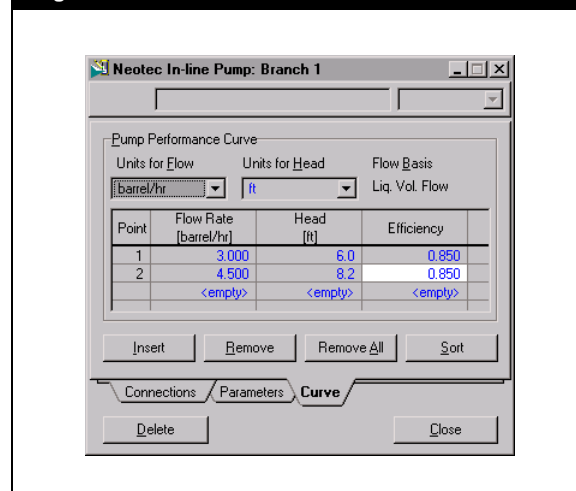 Neotec In-line Pump: Branch 1
Pump Performance Curve
Units for Flow Units for Head Flow Basis
barrel/hr ft Liq. Vol. Flow
Point Flow Rate [barrel/hr] Head [ft] Efficiency
1 3.000 6.0 0.850
2 4.500 8.2 0.850
<empty> <empty> <empty>
Insert Remove Remove All Sort
Connections Parameters Curve
Delete Close